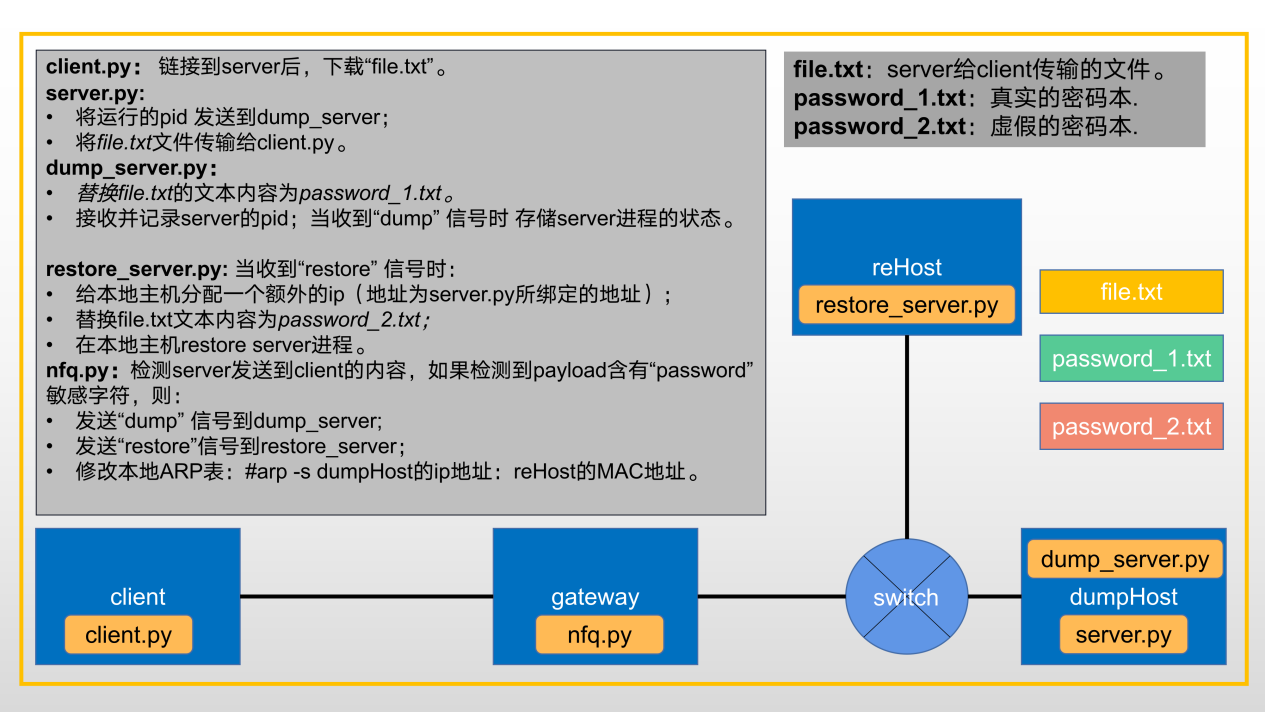 client.py： 链接到server后，下载“file.txt”。
server.py:
• 将运行的pid 发送到dump_server；
• 将file.txt文件传输给client.py。
dump_server.py：
• 替换file.txt的文本内容为password_1.txt。
• 接收并记录server的pid；当收到“dump” 信号时 存储server进程的状态。
restore_server.py: 当收到“restore” 信号时：
• 给本地主机分配一个额外的ip（地址为server.py所绑定的地址）；
• 替换file.txt文本内容为password_2.txt；
• 在本地主机restore server进程。
nfq.py：检测server发送到client的内容，如果检测到payload含有“password”
敏感字符，则：
• 发送“dump” 信号到dump_server;
• 发送“restore”信号到restore_server；
• 修改本地ARP表：#arp -s dumpHost的ip地址：reHost的MAC地址。
file.txt：server给client传输的文件。
password_1.txt：真实的密码本.
password_2.txt：虚假的密码本.
reHost
restore_server.py
file.txt
password_1.txt
password_2.txt
client
client.py
gateway
nfq.py
switch
dump_server.py
dumpHost
server.py